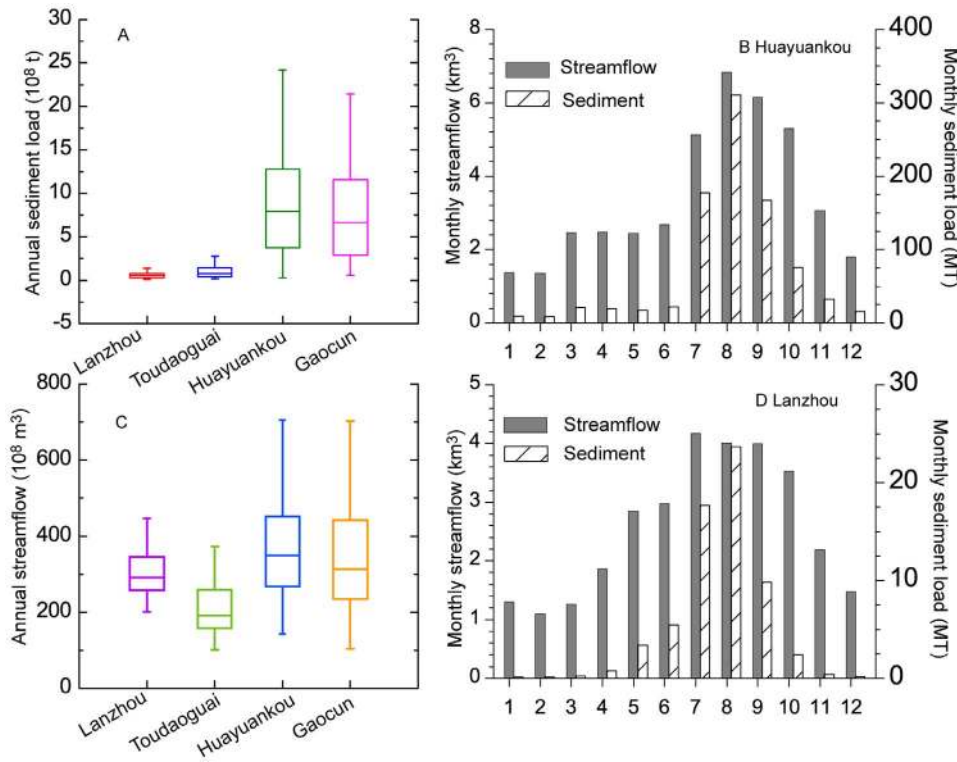 A
Annual sediment load (10⁸ t)
30
25
20
15
10
5
0
-5
Lanzhou
Toudaoguai
Huayuankou
Gaocun
B Huayuankou
Streamflow
Sediment
Monthly streamflow (km³)
8
6
4
2
0
Monthly sediment load (MT)
400
300
200
100
0
1 2 3 4 5 6 7 8 9 10 11 12
C
Annual streamflow (10⁸ m³)
800
600
400
200
0
Lanzhou
Toudaoguai
Huayuankou
Gaocun
D Lanzhou
Streamflow
Sediment
Monthly streamflow (km³)
5
4
3
2
1
0
Monthly sediment load (MT)
30
20
10
0
1 2 3 4 5 6 7 8 9 10 11 12